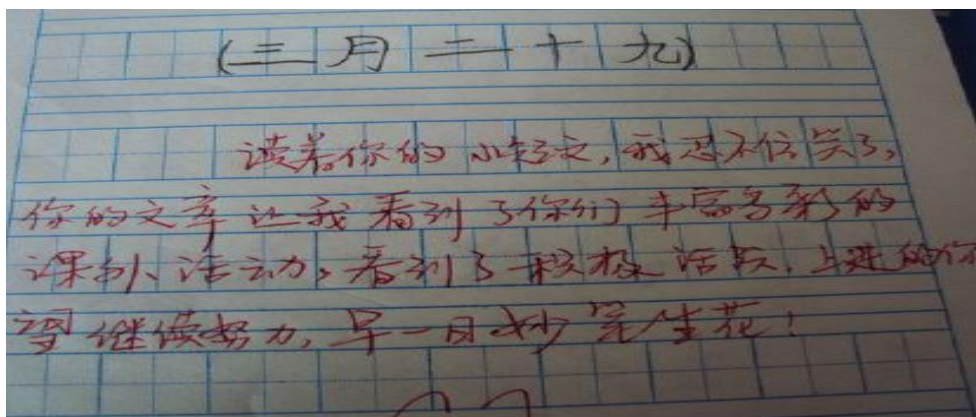 (三月二十九)
读着你的小短文,我忍不住笑了,
你的文章让我看到了你们丰富多彩的
课外活动,看到了积极活跃、上进的你
望继续努力,早一日妙笔生花!